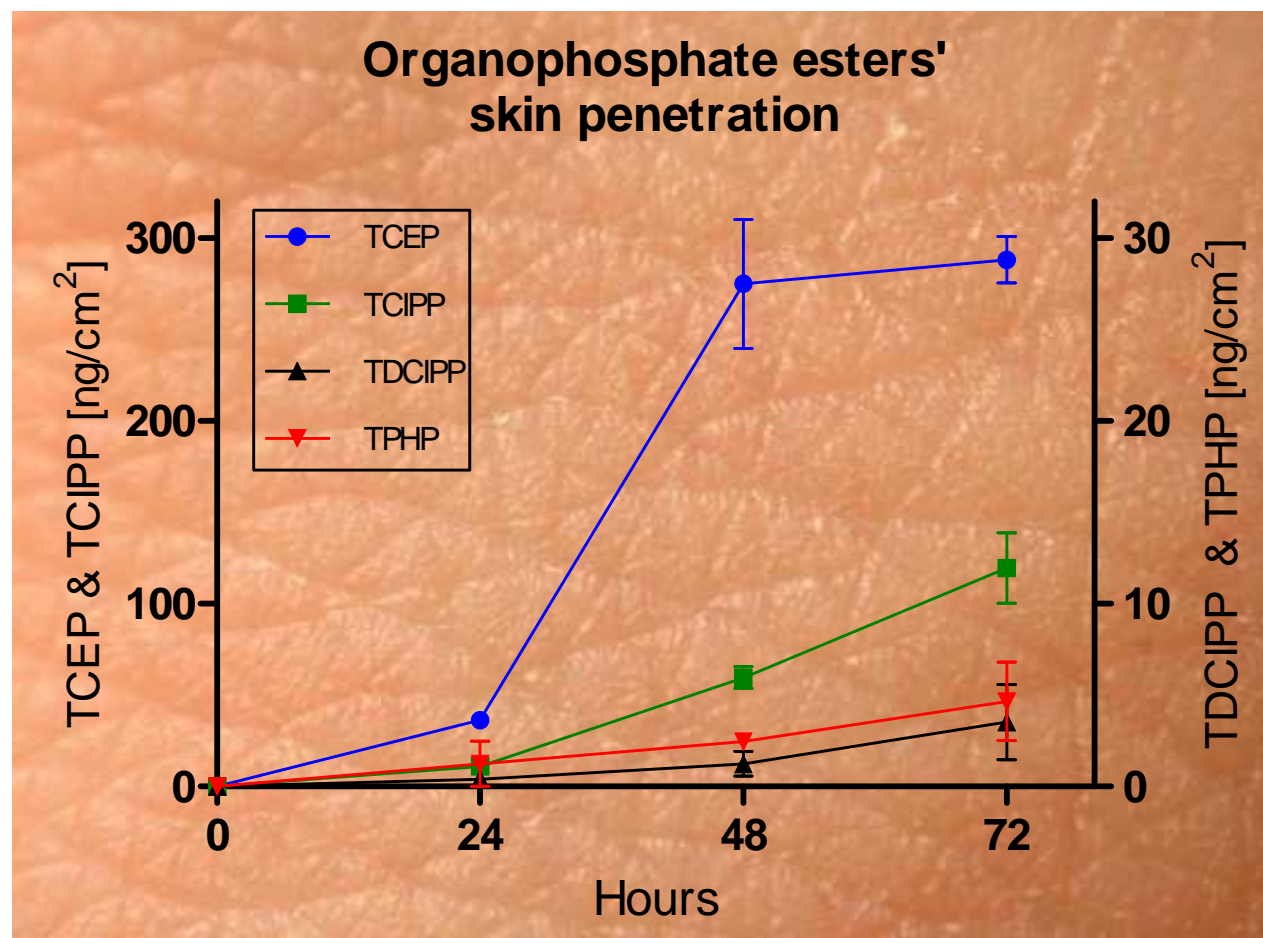 Organophosphate esters'
skin penetration
TCEP & TCIPP [ng/cm²]
300
200
100
0
TCEP
TCIPP
TDCIPP
TPHP
30
20
10
0
TDCIPP & TPHP [ng/cm²]
0 24 48 72
Hours